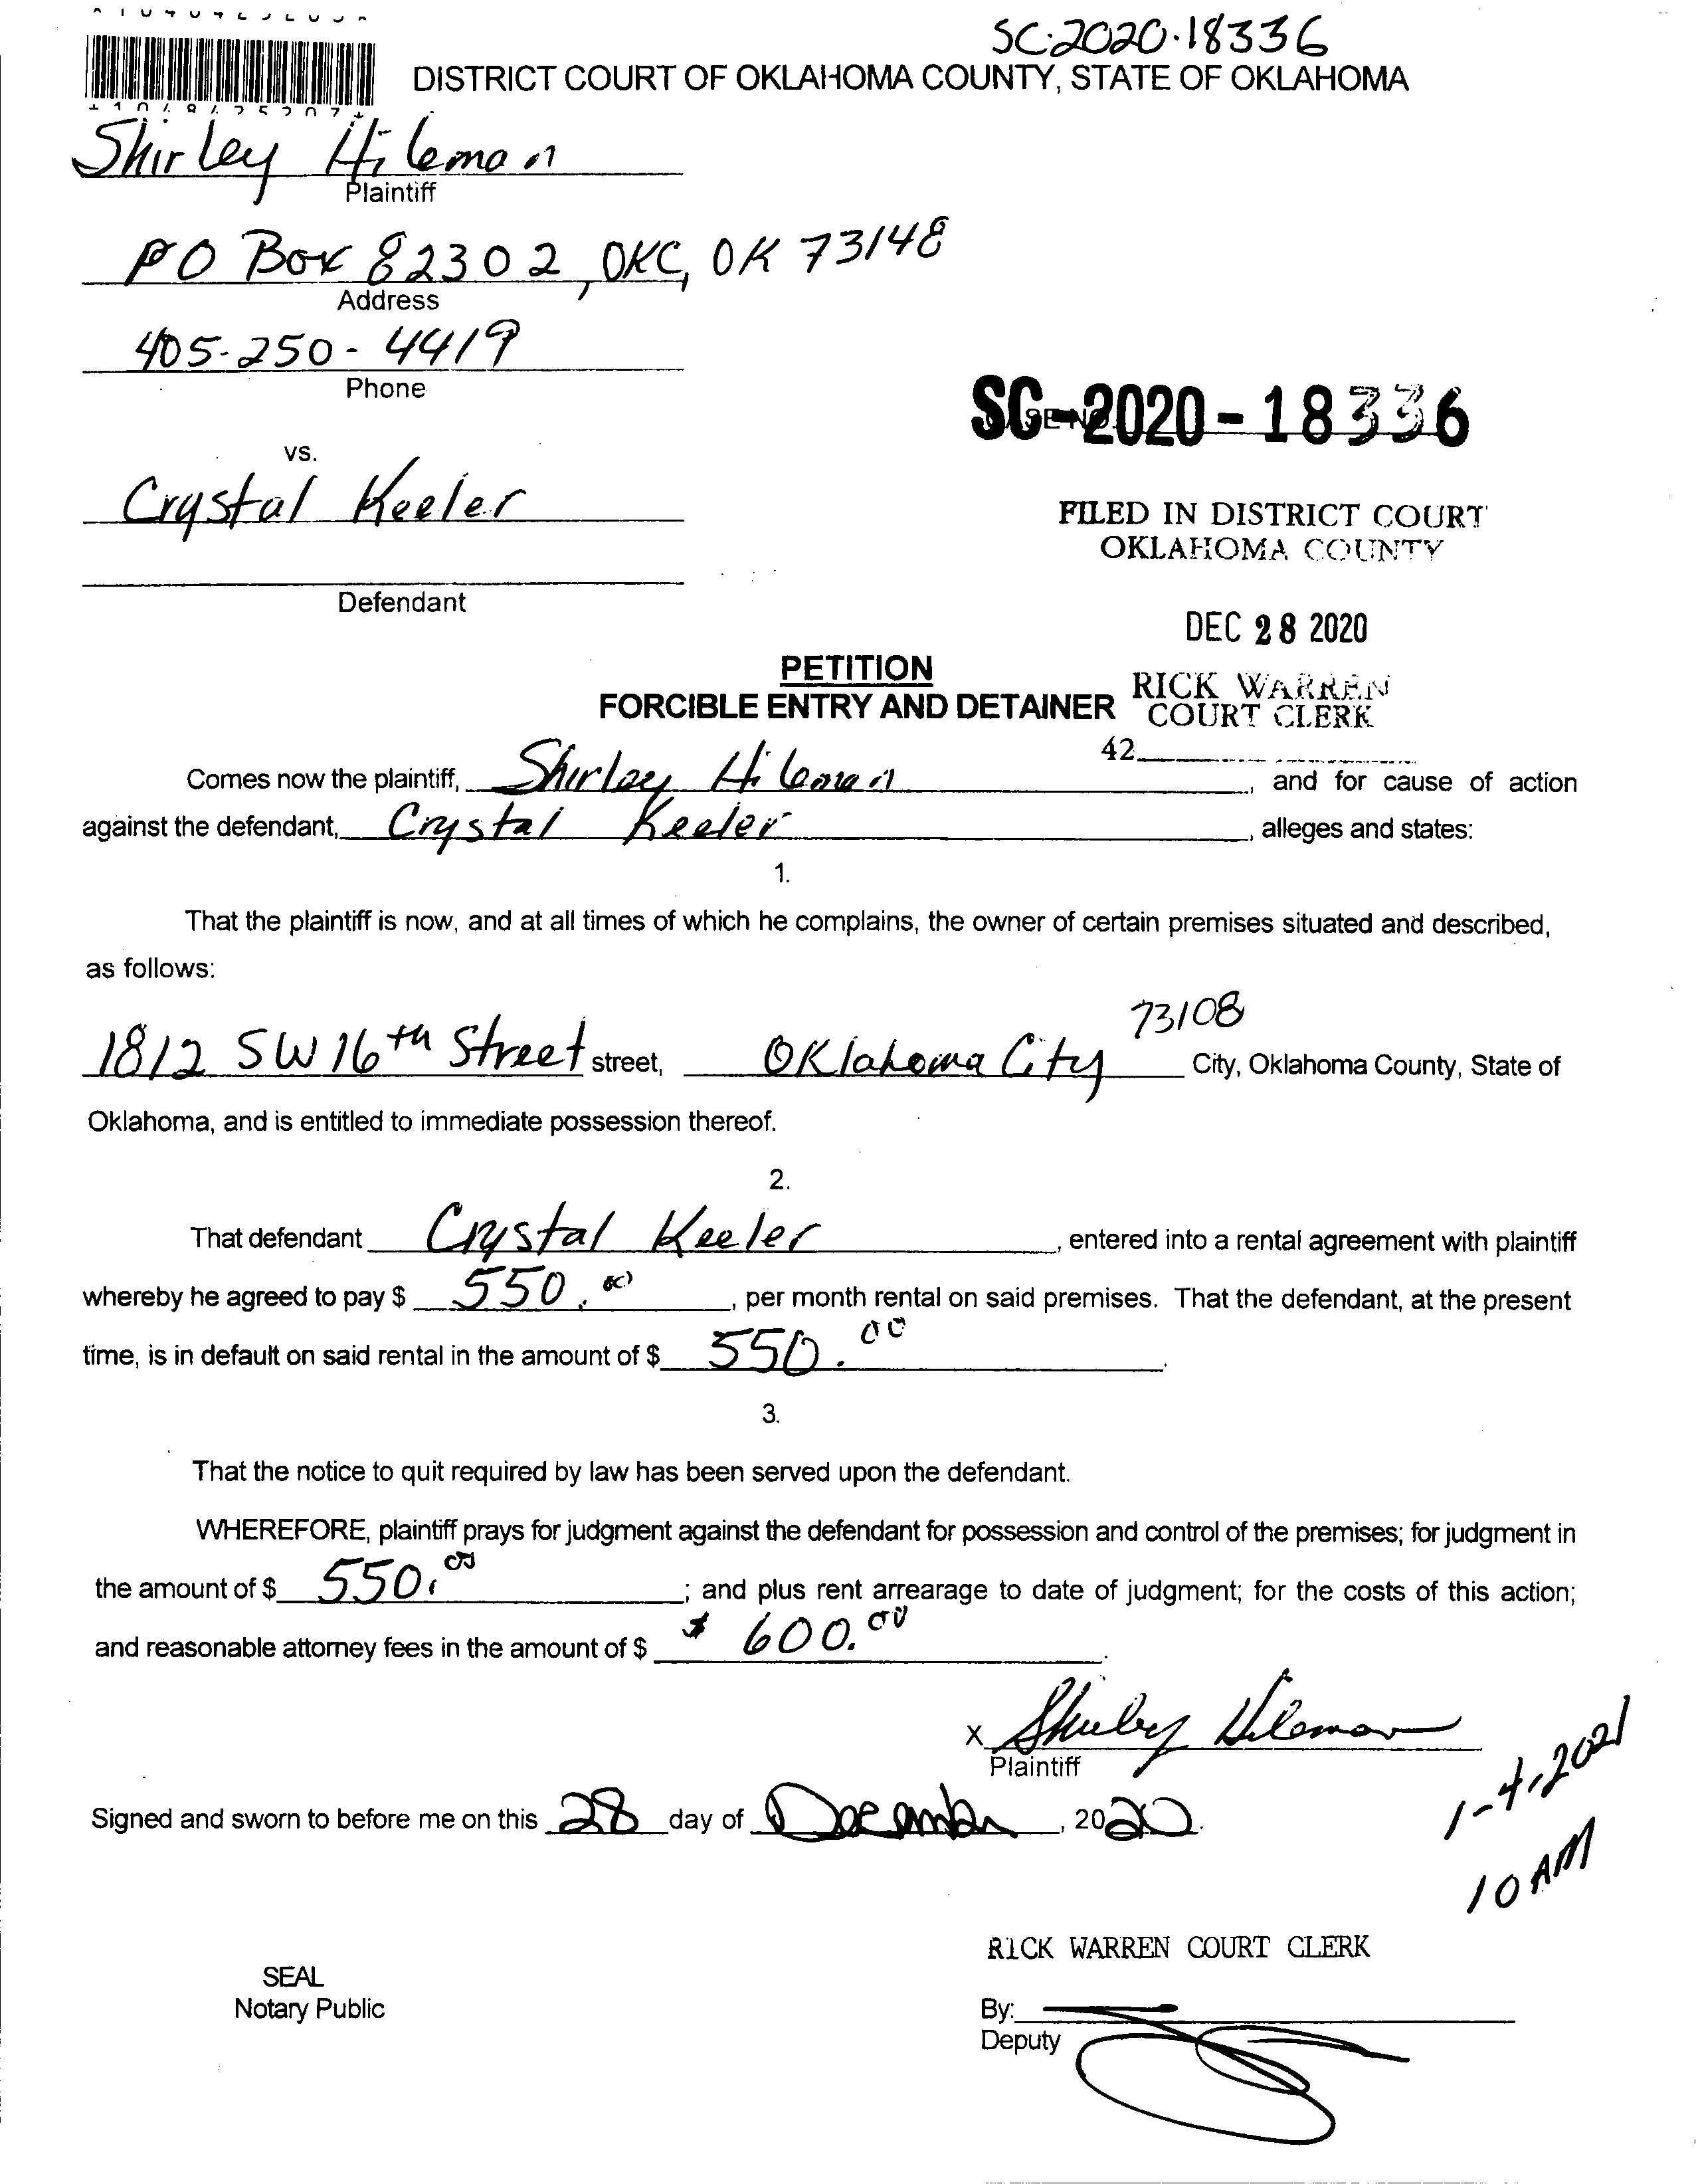 SC-2020-18336
DISTRICT COURT OF OKLAHOMA COUNTY, STATE OF OKLAHOMA
Shirley Hileman
Plaintiff
PO Box 82302, OKC, OK 73148
Address
405-250-4419
Phone
SC-2020-18336
vs.
Crystal Keeler
FILED IN DISTRICT COURT
OKLAHOMA COUNTY
Defendant
DEC 28 2020
PETITION
FORCIBLE ENTRY AND DETAINER
RICK WARREN
COURT CLERK
42
Comes now the plaintiff, Shirley Hileman, and for cause of action
against the defendant, Crystal Keeler, alleges and states:
1.
That the plaintiff is now, and at all times of which he complains, the owner of certain premises situated and described,
as follows:
73108
1812 SW 16th Street street, Oklahoma City City, Oklahoma County, State of
Oklahoma, and is entitled to immediate possession thereof.
2.
That defendant Crystal Keeler, entered into a rental agreement with plaintiff
whereby he agreed to pay $ 550.00, per month rental on said premises. That the defendant, at the present
time, is in default on said rental in the amount of $ 550.00.
3.
That the notice to quit required by law has been served upon the defendant.
WHEREFORE, plaintiff prays for judgment against the defendant for possession and control of the premises; for judgment in
the amount of $ 550.00; and plus rent arrearage to date of judgment; for the costs of this action;
and reasonable attorney fees in the amount of $ $ 600.00.
X Shirley Hileman
Plaintiff
1-4-2021
10 AM
Signed and sworn to before me on this 28 day of December, 2020.
RICK WARREN COURT CLERK
SEAL
Notary Public
By:
Deputy